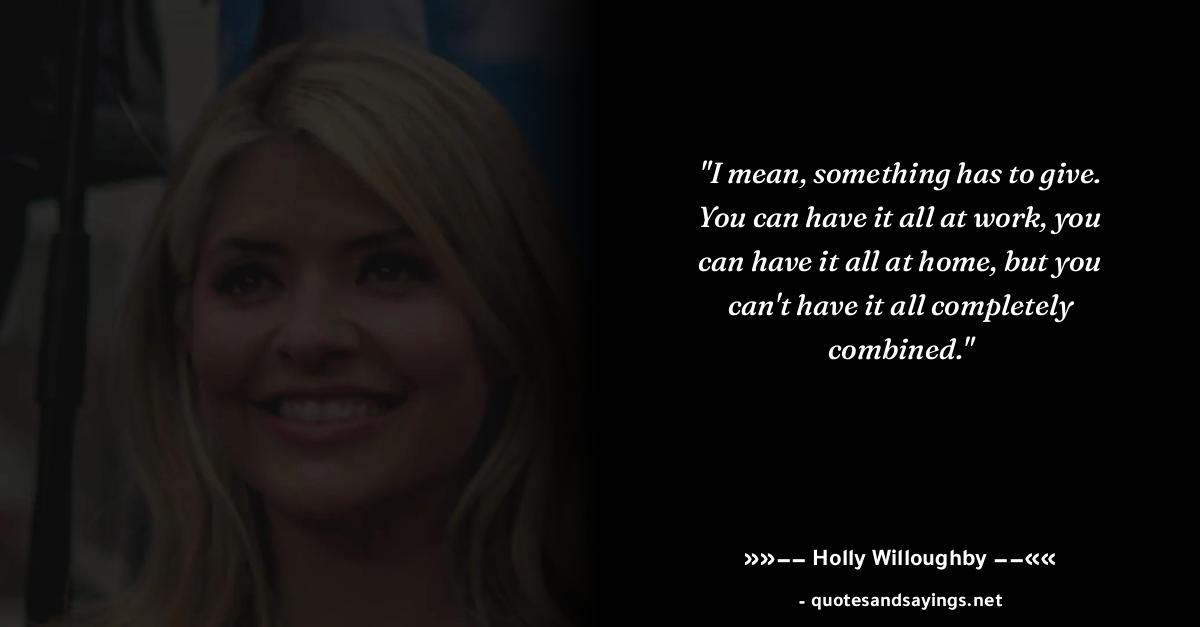 "I mean, something has to give.
You can have it all at work, you
can have it all at home, but you
can't have it all completely
combined."
»»–– Holly Willoughby ––««
- quotesandsayings.net